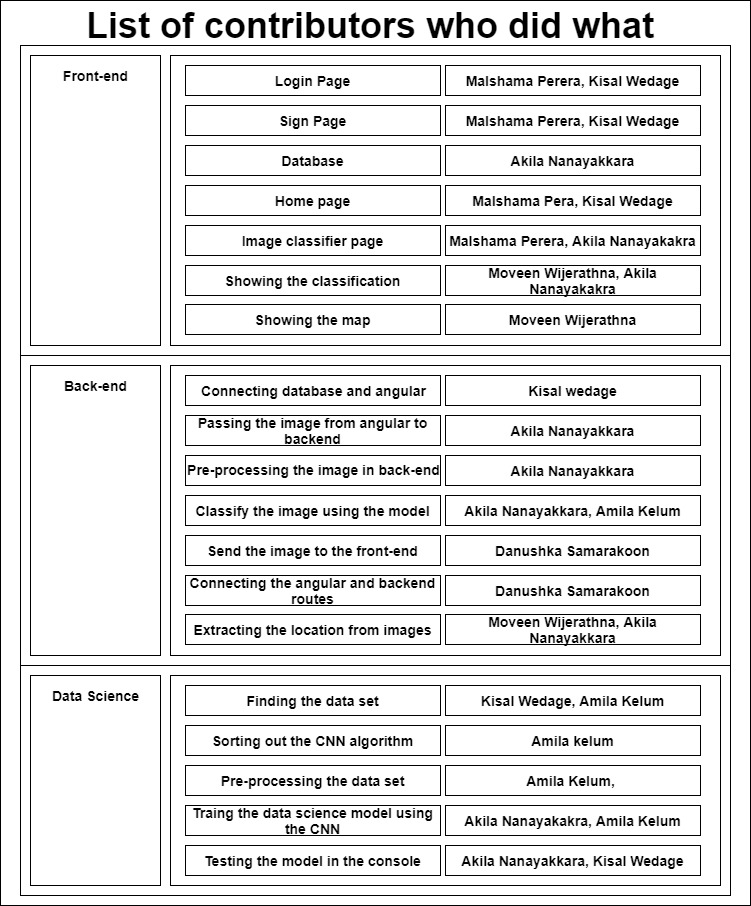 List of contributors who did what
Front-end
Login Page
Malshama Perera, Kisal Wedage
Sign Page
Malshama Perera, Kisal Wedage
Database
Akila Nanayakkara
Home page
Malshama Pera, Kisal Wedage
Image classifier page
Malshama Perera, Akila Nanayakakra
Showing the classification
Moveen Wijerathna, Akila
Nanayakakra
Showing the map
Moveen Wijerathna
Back-end
Connecting database and angular
Kisal wedage
Passing the image from angular to
backend
Akila Nanayakkara
Pre-processing the image in back-end
Akila Nanayakkara
Classify the image using the model
Akila Nanayakkara, Amila Kelum
Send the image to the front-end
Danushka Samarakoon
Connecting the angular and backend
routes
Danushka Samarakoon
Extracting the location from images
Moveen Wijerathna, Akila
Nanayakkara
Data Science
Finding the data set
Kisal Wedage, Amila Kelum
Sorting out the CNN algorithm
Amila kelum
Pre-processing the data set
Amila Kelum,
Traing the data science model using
the CNN
Akila Nanayakakra, Amila Kelum
Testing the model in the console
Akila Nanayakkara, Kisal Wedage